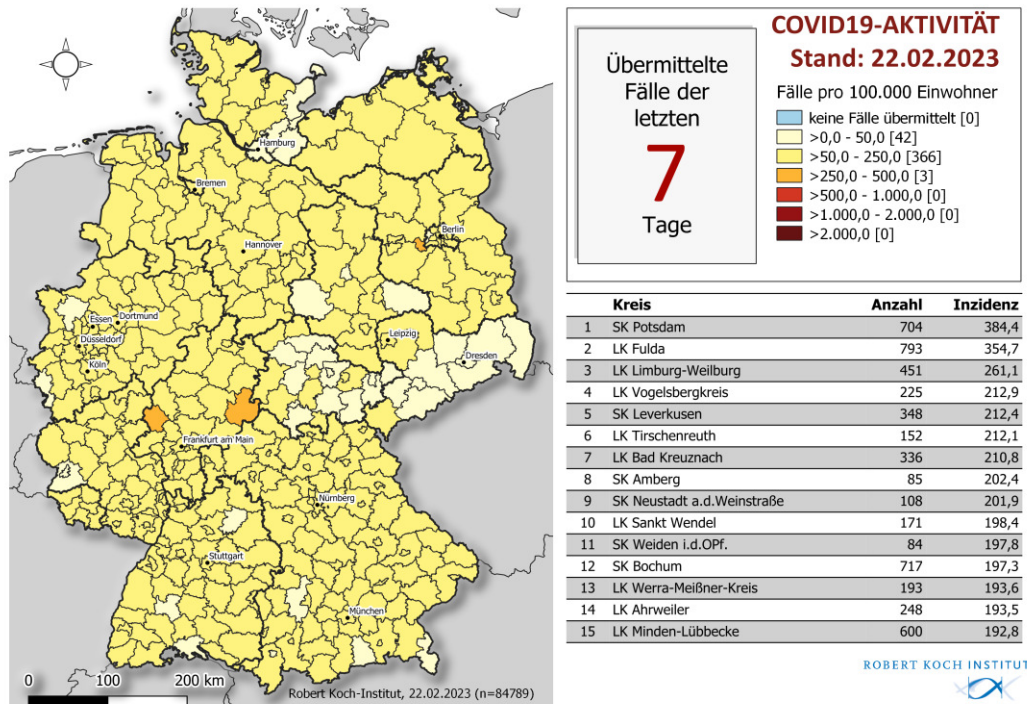 Hamburg
Bremen
Berlin
Hannover
Essen
Dortmund
Düsseldorf
Köln
Leipzig
Dresden
Frankfurt am Main
Nürnberg
Stuttgart
München
0 100 200 km
Robert Koch-Institut, 22.02.2023 (n=84789)
Übermittelte
Fälle der
letzten
7
Tage
COVID19-AKTIVITÄT
Stand: 22.02.2023
Fälle pro 100.000 Einwohner
keine Fälle übermittelt [0]
>0,0 - 50,0 [42]
>50,0 - 250,0 [366]
>250,0 - 500,0 [3]
>500,0 - 1.000,0 [0]
>1.000,0 - 2.000,0 [0]
>2.000,0 [0]
Kreis Anzahl Inzidenz
1 SK Potsdam 704 384,4
2 LK Fulda 793 354,7
3 LK Limburg-Weilburg 451 261,1
4 LK Vogelsbergkreis 225 212,9
5 SK Leverkusen 348 212,4
6 LK Tirschenreuth 152 212,1
7 LK Bad Kreuznach 336 210,8
8 SK Amberg 85 202,4
9 SK Neustadt a.d.Weinstraße 108 201,9
10 LK Sankt Wendel 171 198,4
11 SK Weiden i.d.OPf. 84 197,8
12 SK Bochum 717 197,3
13 LK Werra-Meißner-Kreis 193 193,6
14 LK Ahrweiler 248 193,5
15 LK Minden-Lübbecke 600 192,8
ROBERT KOCH INSTITUT